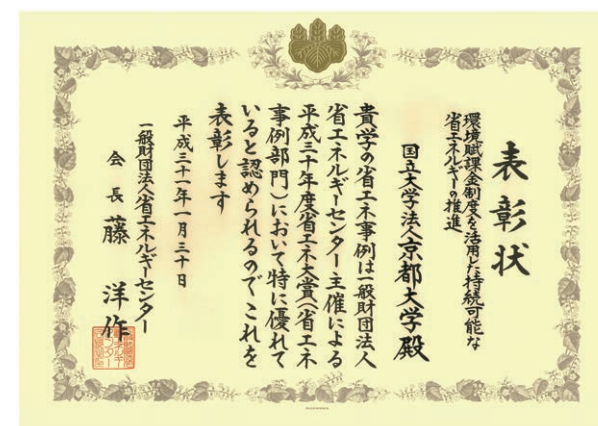 表彰状
環境賦課金制度を活用した持続可能な
省エネルギーの推進
国立大学法人京都大学殿
貴学の省エネ事例は一般財団法人
省エネルギーセンター主催による
平成三十年度省エネ大賞(省エネ
事例部門)において特に優れて
いると認められるのでこれを
表彰します
平成三十一年一月三十日
一般財団法人省エネルギーセンター
会長 藤 洋作